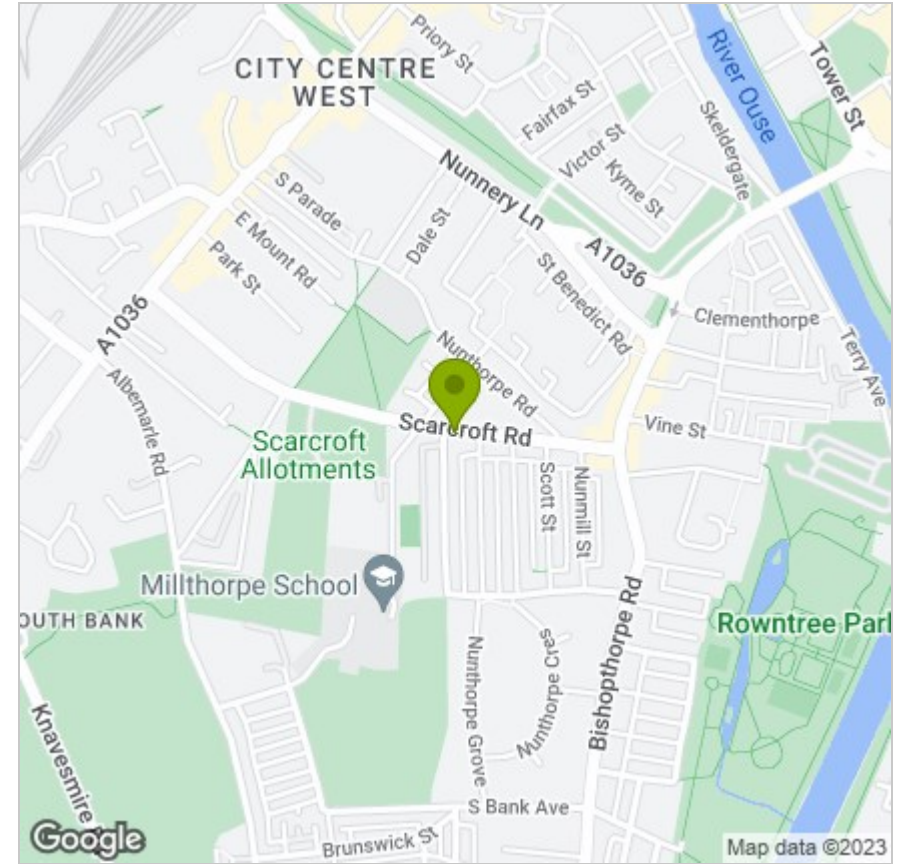 Priory St
CITY CENTRE
WEST
River Ouse
Tower St
Fairfax St
Skeldergate
Victor St
Kyme St
Nunnery Ln
S Parade
Dale St
E Mount Rd
Park St
A1036
St Benedict Rd
A1036
Clementhorpe
Terry Ave
Albemarle Rd
Nunthorpe Rd
Scarcroft Rd
Vine St
Scarcroft
Allotments
Scott St
Nunmill St
Millthorpe School
OUTH BANK
Rowntree Parl
Bishopthorpe Rd
Nunthorpe Grove
Nunthorpe Cres
Knavesmire
S Bank Ave
Brunswick St
Google
Map data ©2023